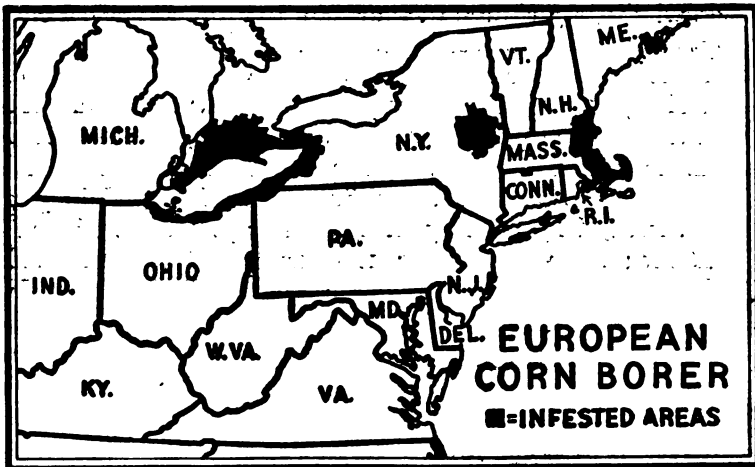 ME.
VT.
N.H.
MICH.
N.Y.
MASS.
CONN.
R.I.
PA.
IND.
OHIO
N.J.
MD.
DEL.
W.VA.
KY.
VA.
EUROPEAN
CORN BORER
=INFESTED AREAS